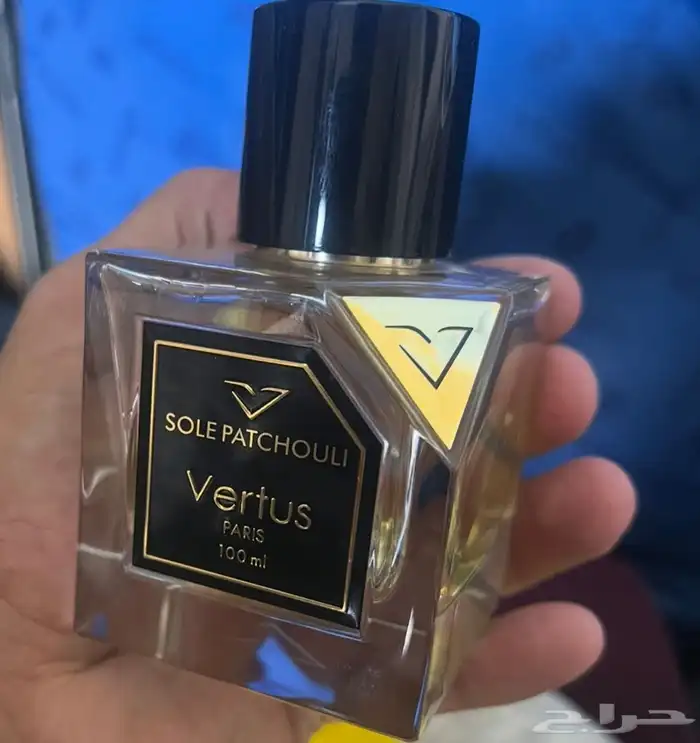 SOLE PATCHOULI
Vertus
PARIS
100 ml
حراج